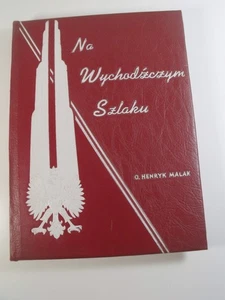 Na
Wychodźczym
Szlaku
O. HENRYK MALAK